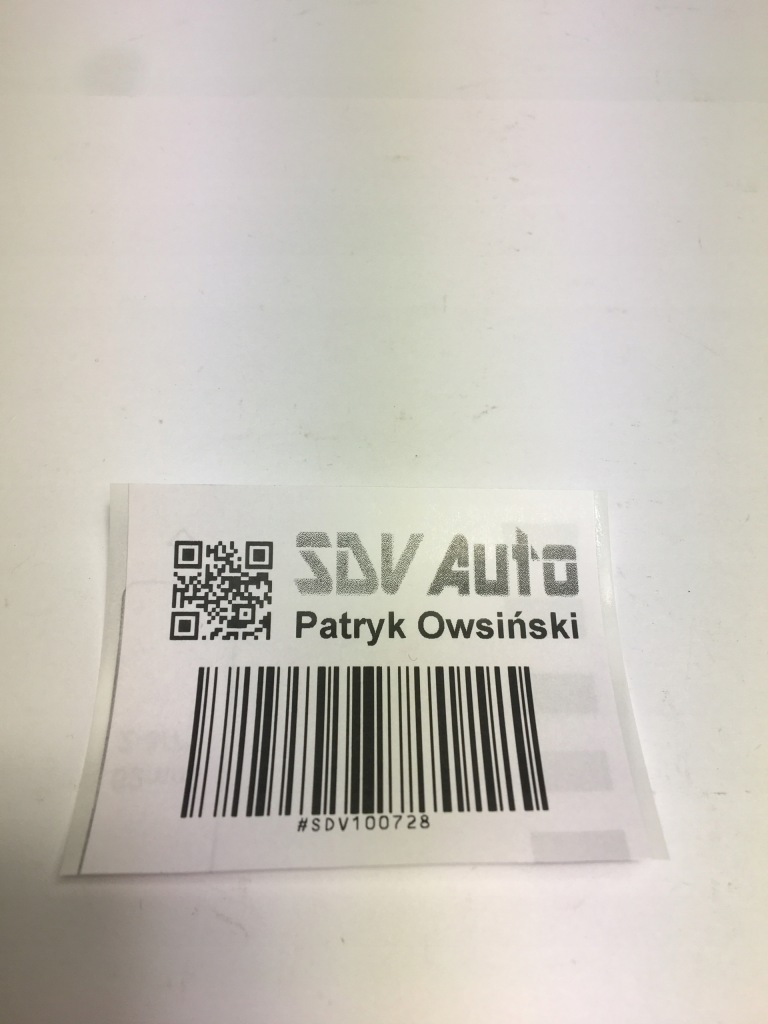 SDV Auto
Patryk Owsiński
#SDV100728